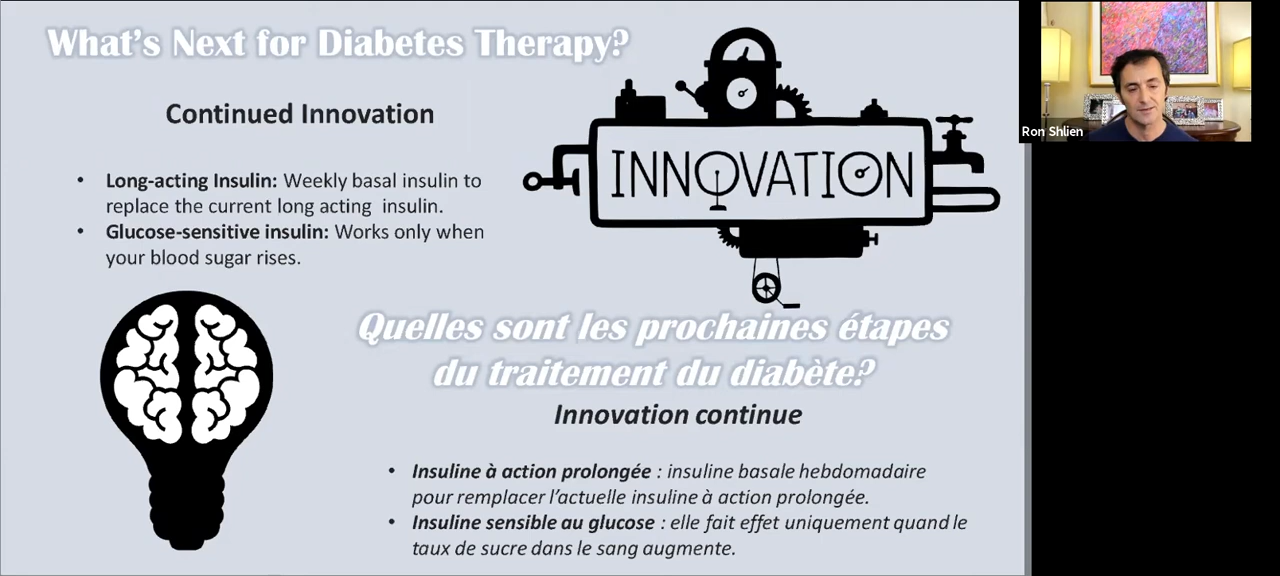 What's Next for Diabetes Therapy?
Continued Innovation
• Long-acting Insulin: Weekly basal insulin to
replace the current long acting insulin.
• Glucose-sensitive insulin: Works only when
your blood sugar rises.
INNOVATION
Ron Shlien
Quelles sont les prochaines étapes
du traitement du diabète?
Innovation continue
• Insuline à action prolongée : insuline basale hebdomadaire
pour remplacer l'actuelle insuline à action prolongée.
• Insuline sensible au glucose : elle fait effet uniquement quand le
taux de sucre dans le sang augmente.